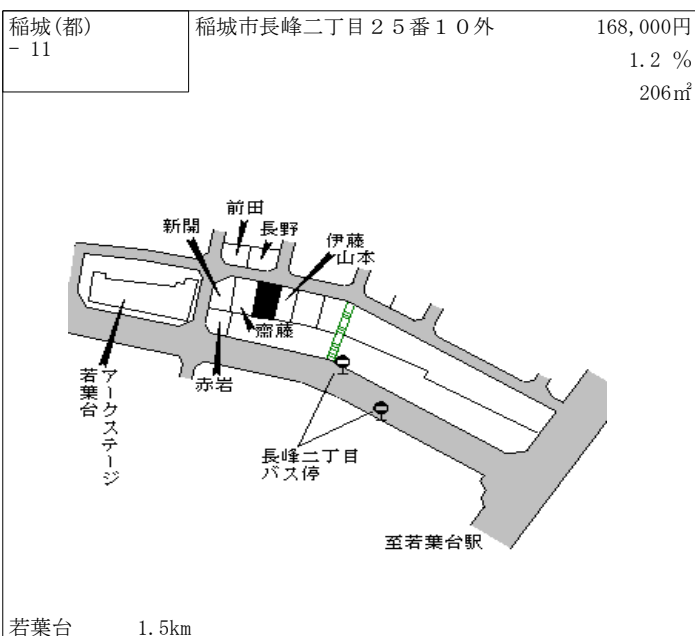 稲城(都)
- 11
稲城市長峰二丁目２５番１０外
168,000円
1.2 %
206㎡
前田
新開
長野
伊藤
山本
齋藤
赤岩
アークステージ
若葉台
長峰二丁目
バス停
至若葉台駅
若葉台 1.5km